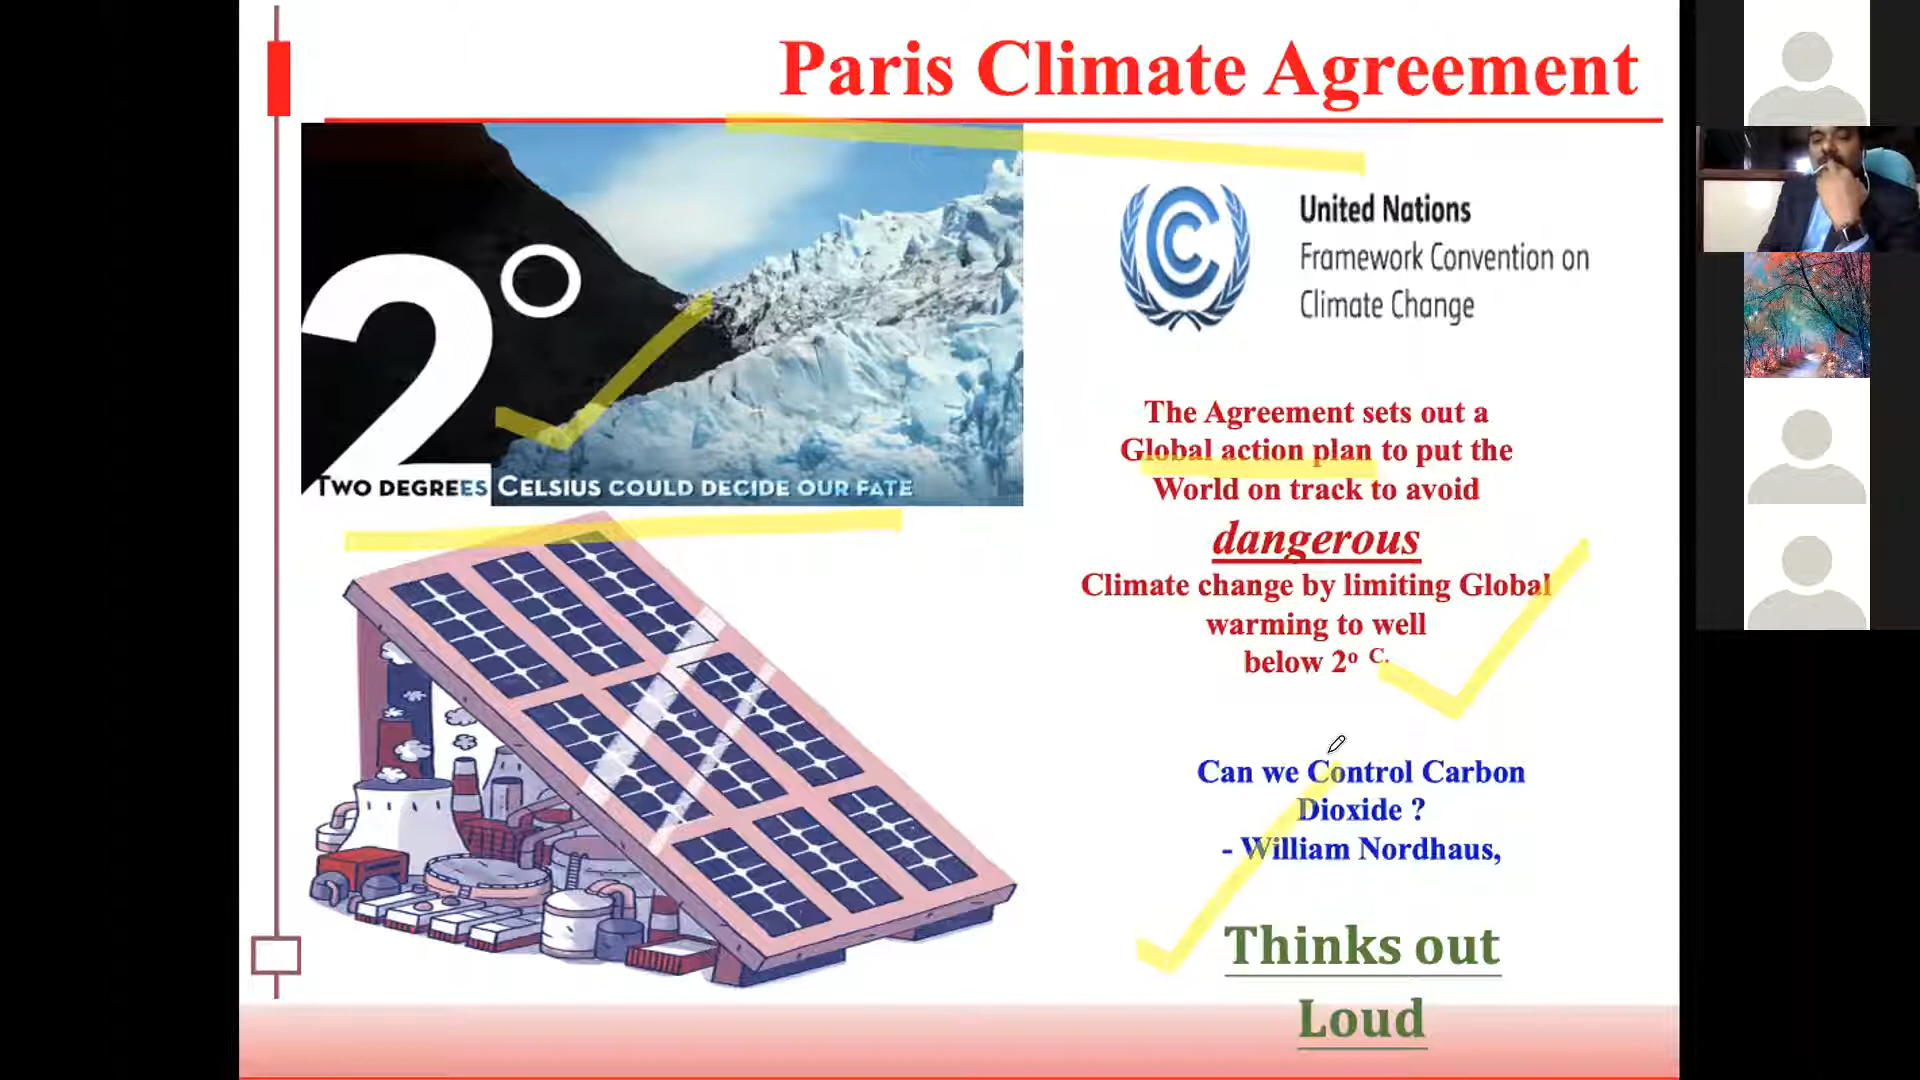 Paris Climate Agreement
2°
TWO DEGREES CELSIUS COULD DECIDE OUR FATE
United Nations
Framework Convention on
Climate Change
The Agreement sets out a
Global action plan to put the
World on track to avoid
dangerous
Climate change by limiting Global
warming to well
below 2º C.
Can we Control Carbon
Dioxide ?
- William Nordhaus,
Thinks out
Loud